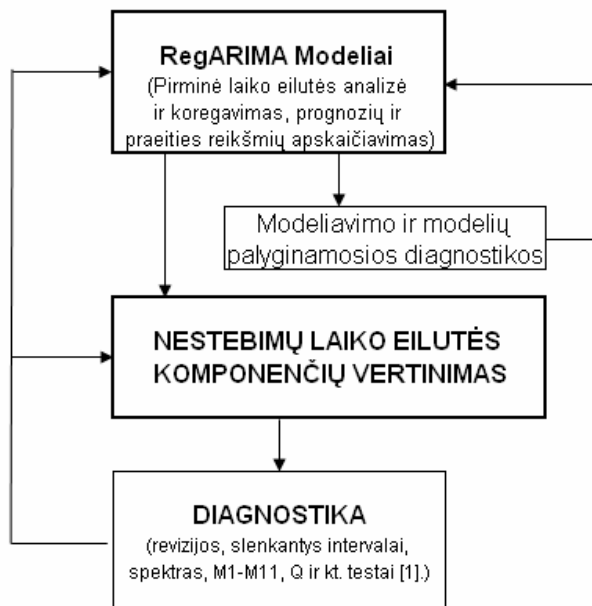 RegARIMA Modeliai
(Pirminė laiko eilutės analizė
ir koregavimas, prognozių ir
praeities reikšmių apskaičiavimas)
Modeliavimo ir modelių
palyginamosios diagnostikos
NESTEBIMŲ LAIKO EILUTĖS
KOMPONENČIŲ VERTINIMAS
DIAGNOSTIKA
(revizijos, slenkantys intervalai,
spektras, M1-M11, Q ir kt. testai [1].)